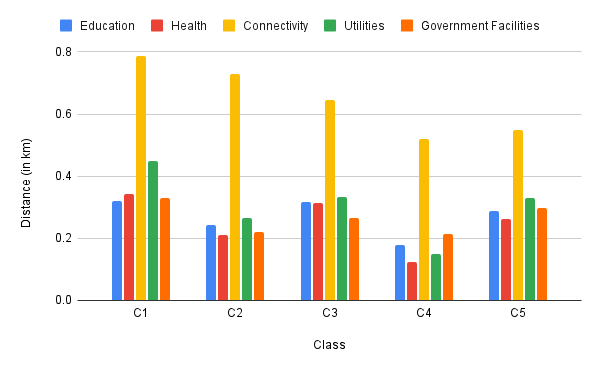 Education Health Connectivity Utilities Government Facilities
0.8
0.6
0.4
0.2
0.0
Distance (in km)
C1 C2 C3 C4 C5
Class